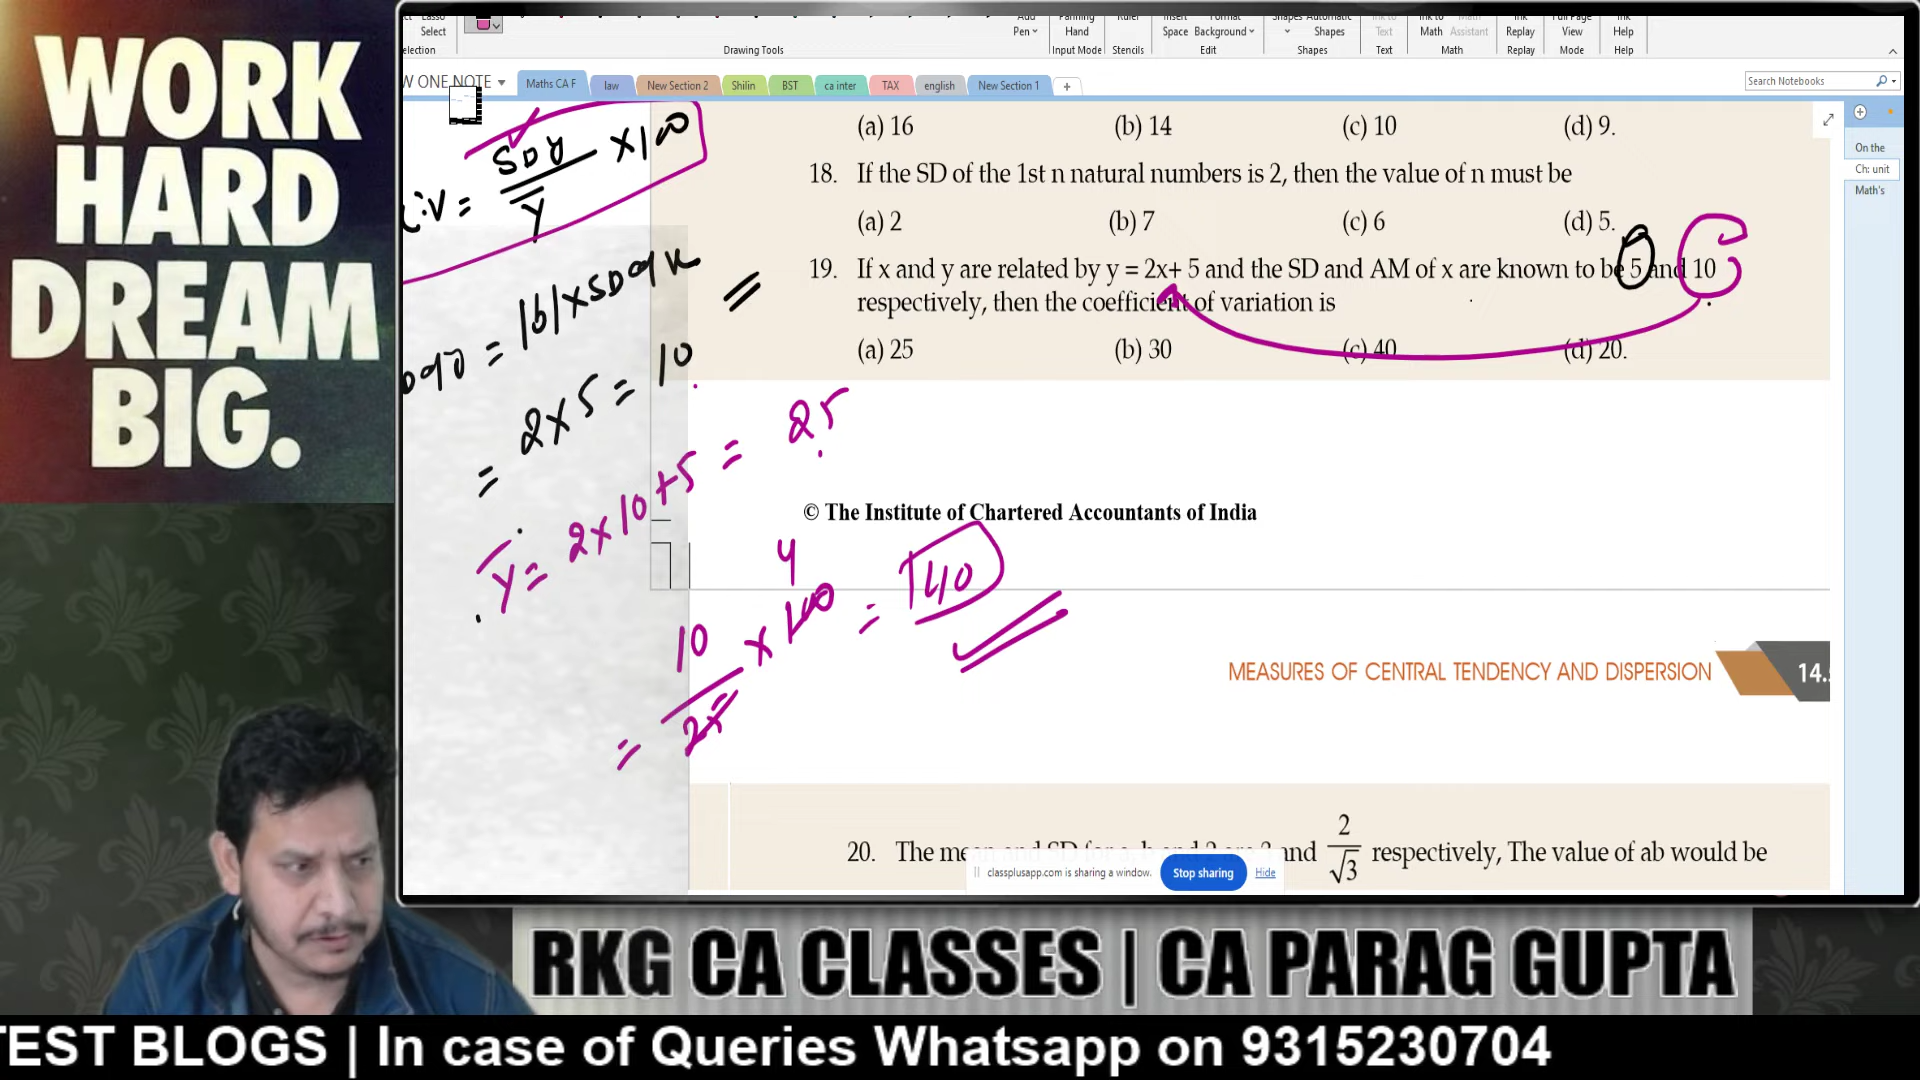 WORK
HARD
DREAM
BIG.
Lasso
Select
Add
Pen
Panning
Hand
Ruler
Insert
Space
Format
Background
Shapes
Automatic
Shapes
Ink to
Text
Ink to
Math
Math
Assistant
Ink
Replay
Full Page
View
Ink
Help
Drawing Tools
Input Mode
Stencils
Edit
Shapes
Text
Math
Replay
Mode
Help
W ONE NOTE
Maths CA F
law
New Section 2
Shilin
BST
ca inter
TAX
english
New Section 1
Search Notebooks
On the
Ch: unit
Math's
(a) 16 (b) 14 (c) 10 (d) 9.
18. If the SD of the 1st n natural numbers is 2, then the value of n must be
(a) 2 (b) 7 (c) 6 (d) 5.
19. If x and y are related by y = 2x+ 5 and the SD and AM of x are known to be 5 and 10
respectively, then the coefficient of variation is
(a) 25 (b) 30 (c) 40 (d) 20.
SDy / ȳ × 100
= |b| × SD of x
= 2 × 5 = 10
ȳ = 2 × 10 + 5 = 25
= 10 / 25 × 100 4 = 40
© The Institute of Chartered Accountants of India
MEASURES OF CENTRAL TENDENCY AND DISPERSION 14.
20. The mean and SD for a, b and 2 are 3 and 2/√3 respectively, The value of ab would be
classplusapp.com is sharing a window. Stop sharing Hide
RKG CA CLASSES | CA PARAG GUPTA
TEST BLOGS | In case of Queries Whatsapp on 9315230704